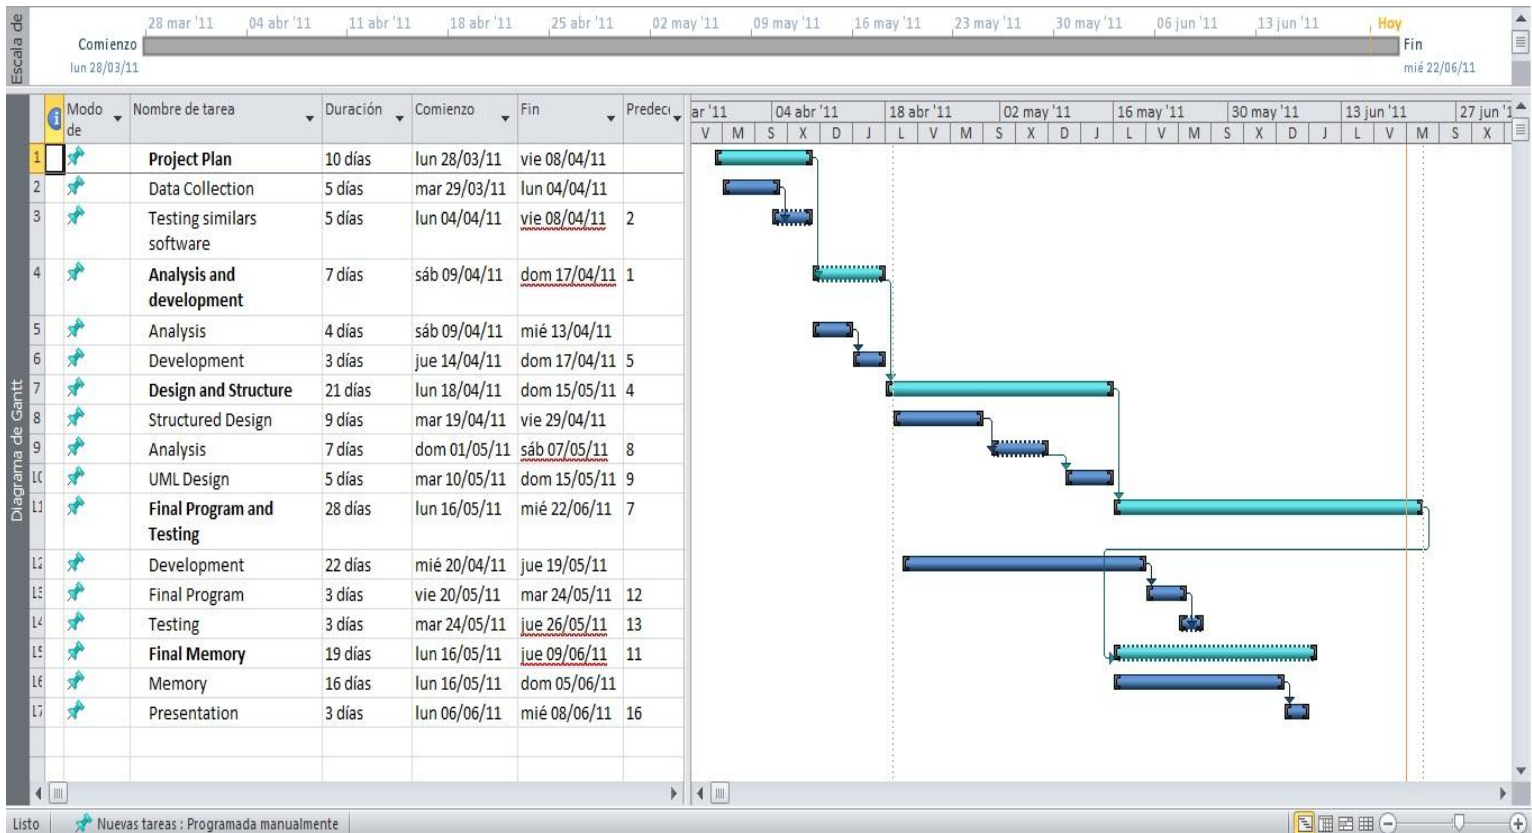 Escala de
28 mar '11 04 abr '11 11 abr '11 18 abr '11 25 abr '11 02 may '11 09 may '11 16 may '11 23 may '11 30 may '11 06 jun '11 13 jun '11 Hoy
Comienzo Fin
lun 28/03/11 mié 22/06/11
Diagrama de Gantt
Modo de Nombre de tarea Duración Comienzo Fin Predece
ar '11 04 abr '11 18 abr '11 02 may '11 16 may '11 30 may '11 13 jun '11 27 jun '1
V M S X D J L V M S X D J L V M S X D J L V M S X
1 Project Plan 10 días lun 28/03/11 vie 08/04/11
2 Data Collection 5 días mar 29/03/11 lun 04/04/11
3 Testing similars 5 días lun 04/04/11 vie 08/04/11 2
software
4 Analysis and 7 días sáb 09/04/11 dom 17/04/11 1
development
5 Analysis 4 días sáb 09/04/11 mié 13/04/11
6 Development 3 días jue 14/04/11 dom 17/04/11 5
7 Design and Structure 21 días lun 18/04/11 dom 15/05/11 4
8 Structured Design 9 días mar 19/04/11 vie 29/04/11
9 Analysis 7 días dom 01/05/11 sáb 07/05/11 8
10 UML Design 5 días mar 10/05/11 dom 15/05/11 9
11 Final Program and 28 días lun 16/05/11 mié 22/06/11 7
Testing
12 Development 22 días mié 20/04/11 jue 19/05/11
13 Final Program 3 días vie 20/05/11 mar 24/05/11 12
14 Testing 3 días mar 24/05/11 jue 26/05/11 13
15 Final Memory 19 días lun 16/05/11 jue 09/06/11 11
16 Memory 16 días lun 16/05/11 dom 05/06/11
17 Presentation 3 días lun 06/06/11 mié 08/06/11 16
Listo Nuevas tareas : Programada manualmente